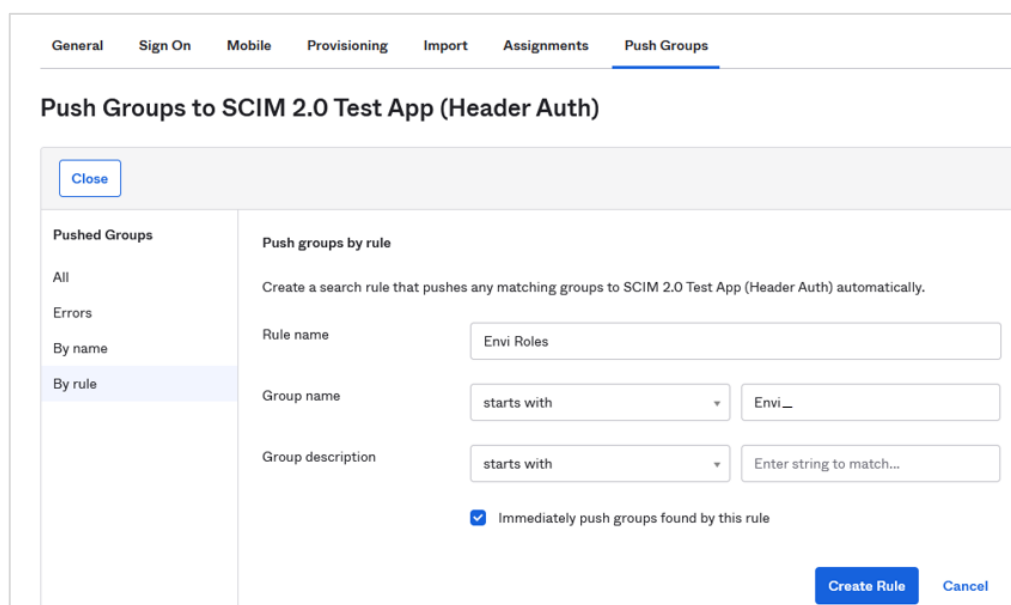 General Sign On Mobile Provisioning Import Assignments Push Groups
Push Groups to SCIM 2.0 Test App (Header Auth)
Close
Pushed Groups
All
Errors
By name
By rule
Push groups by rule
Create a search rule that pushes any matching groups to SCIM 2.0 Test App (Header Auth) automatically.
Rule name Envi Roles
Group name starts with Envi_
Group description starts with Enter string to match...
Immediately push groups found by this rule
Create Rule Cancel